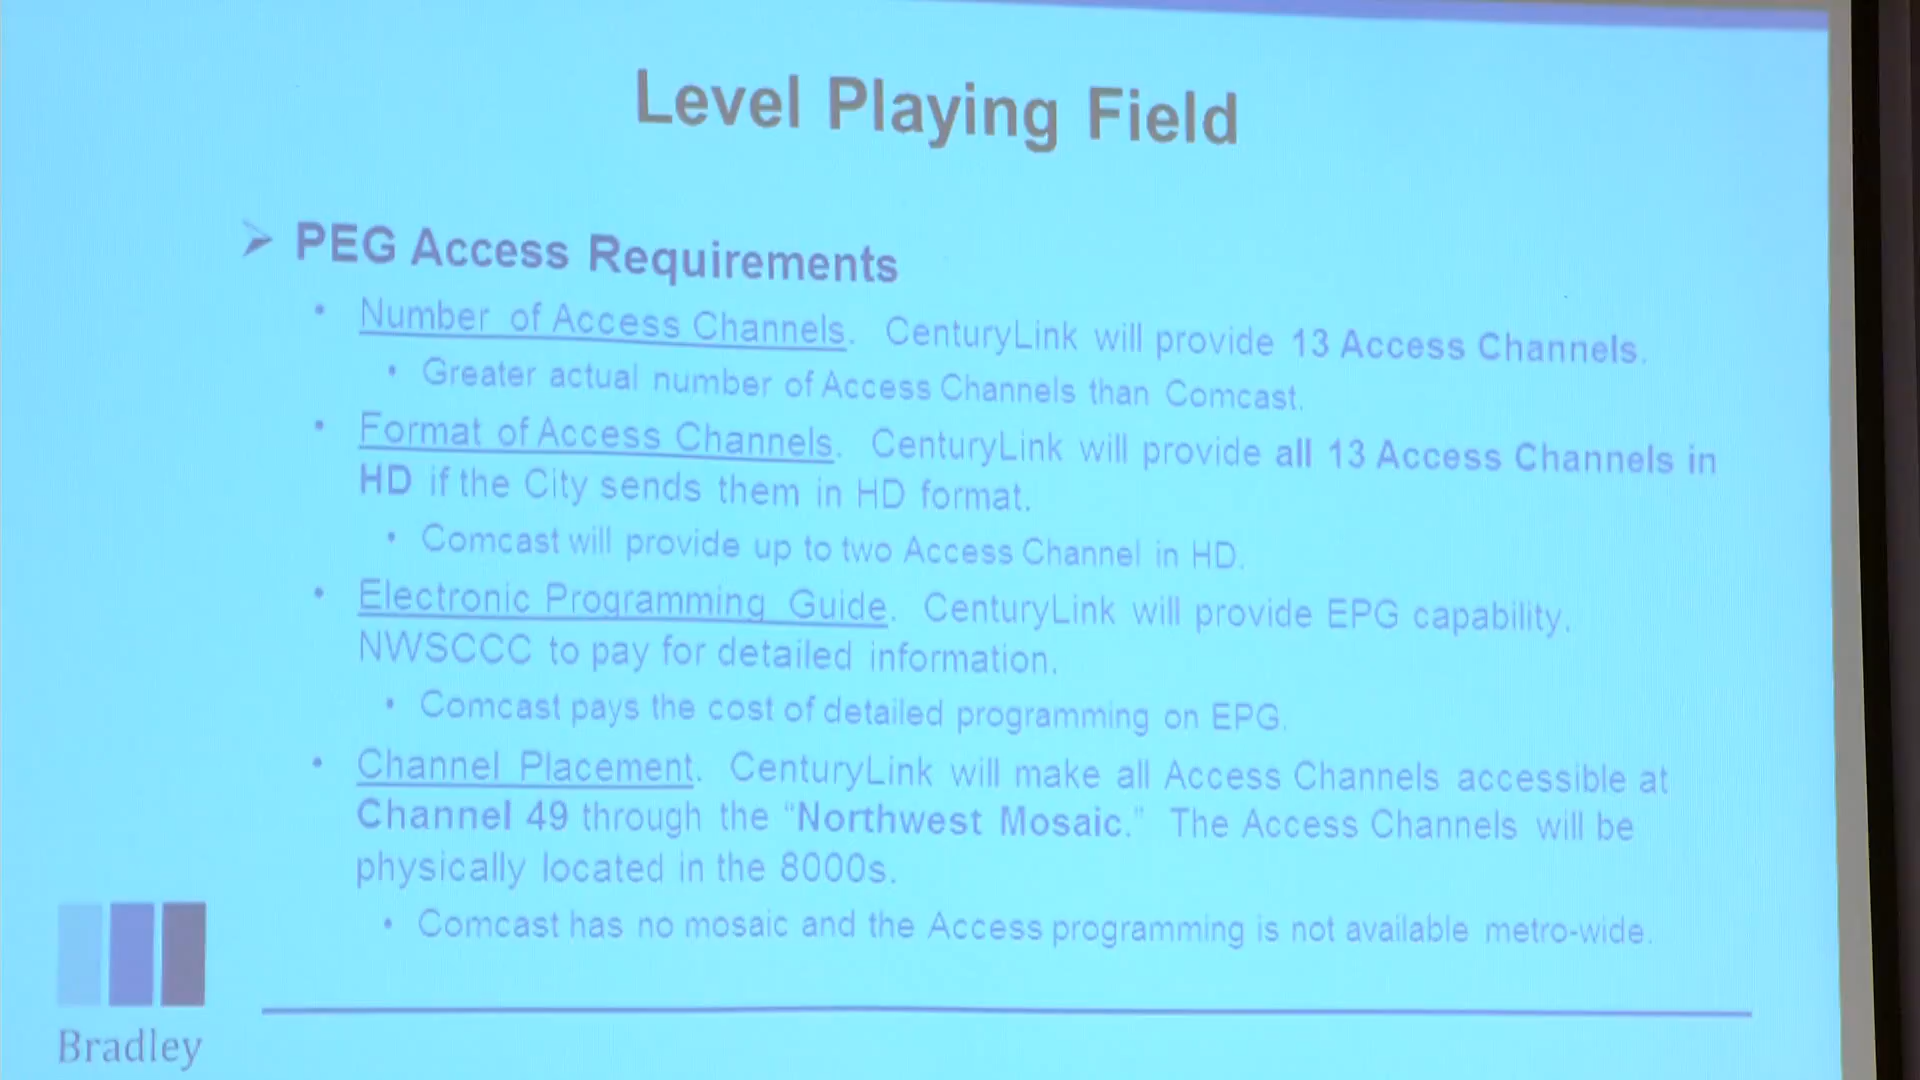 Level Playing Field
➢ PEG Access Requirements
• Number of Access Channels. CenturyLink will provide 13 Access Channels.
• Greater actual number of Access Channels than Comcast.
• Format of Access Channels. CenturyLink will provide all 13 Access Channels in
HD if the City sends them in HD format.
• Comcast will provide up to two Access Channel in HD.
• Electronic Programming Guide. CenturyLink will provide EPG capability.
NWSCCC to pay for detailed information.
• Comcast pays the cost of detailed programming on EPG.
• Channel Placement. CenturyLink will make all Access Channels accessible at
Channel 49 through the “Northwest Mosaic.” The Access Channels will be
physically located in the 8000s.
• Comcast has no mosaic and the Access programming is not available metro-wide.
Bradley